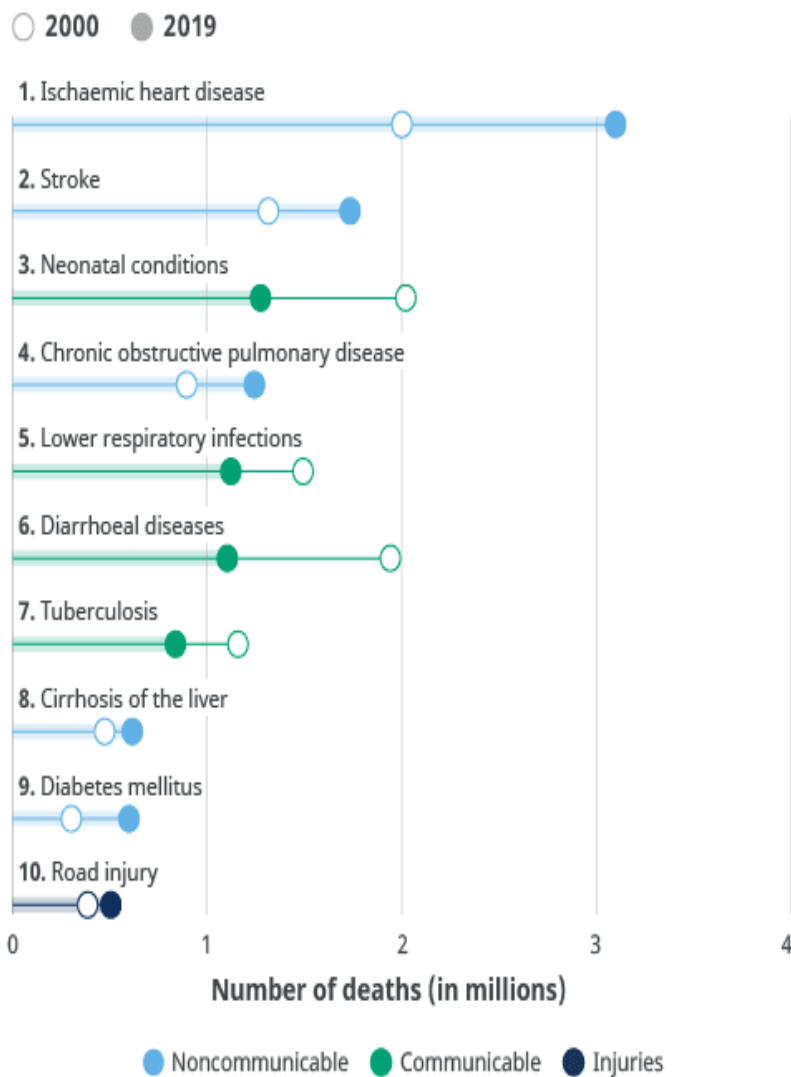 2000 2019
1. Ischaemic heart disease
2. Stroke
3. Neonatal conditions
4. Chronic obstructive pulmonary disease
5. Lower respiratory infections
6. Diarrhoeal diseases
7. Tuberculosis
8. Cirrhosis of the liver
9. Diabetes mellitus
10. Road injury
0 1 2 3 4
Number of deaths (in millions)
Noncommunicable Communicable Injuries